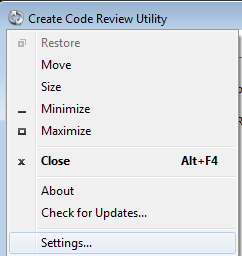 Create Code Review Utility
Restore
Move
Size
Minimize
Maximize
Close Alt+F4
About
Check for Updates...
Settings...